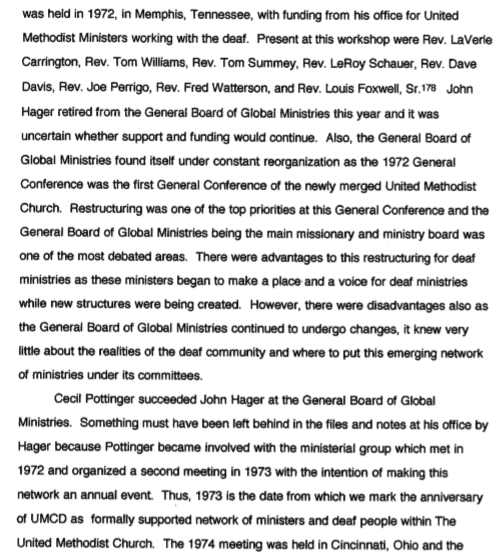 was held in 1972, in Memphis, Tennessee, with funding from his office for United
Methodist Ministers working with the deaf.  Present at this workshop were Rev. LaVerle
Carrington, Rev. Tom Williams, Rev. Tom Summey, Rev. LeRoy Schauer, Rev. Dave
Davis, Rev. Joe Perrigo, Rev. Fred Watterson, and Rev. Louis Foxwell, Sr.178  John
Hager retired from the General Board of Global Ministries this year and it was
uncertain whether support and funding would continue.  Also, the General Board of
Global Ministries found itself under constant reorganization as the 1972 General
Conference was the first General Conference of the newly merged United Methodist
Church.  Restructuring was one of the top priorities at this General Conference and the
General Board of Global Ministries being the main missionary and ministry board was
one of the most debated areas.  There were advantages to this restructuring for deaf
ministries as these ministers began to make a place and a voice for deaf ministries
while new structures were being created.  However, there were disadvantages also as
the General Board of Global Ministries continued to undergo changes, it knew very
little about the realities of the deaf community and where to put this emerging network
of ministries under its committees.
Cecil Pottinger succeeded John Hager at the General Board of Global
Ministries.  Something must have been left behind in the files and notes at his office by
Hager because Pottinger became involved with the ministerial group which met in
1972 and organized a second meeting in 1973 with the intention of making this
network an annual event.  Thus, 1973 is the date from which we mark the anniversary
of UMCD as  formally supported network of ministers and deaf people within The
United Methodist Church.  The 1974 meeting was held in Cincinnati, Ohio and the